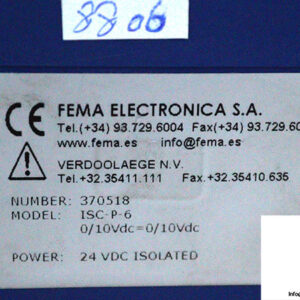 8806
CE FEMA ELECTRONICA S.A.
Tel.(+34) 93.729.6004 Fax(+34) 93.729.60
www.fema.es info@fema.es
VERDOOLAEGE N.V.
Tel.+32.35411.111 Fax.+32.35410.635
NUMBER: 370518
MODEL: ISC-P-6
0/10Vdc=0/10Vdc
POWER: 24 VDC ISOLATED